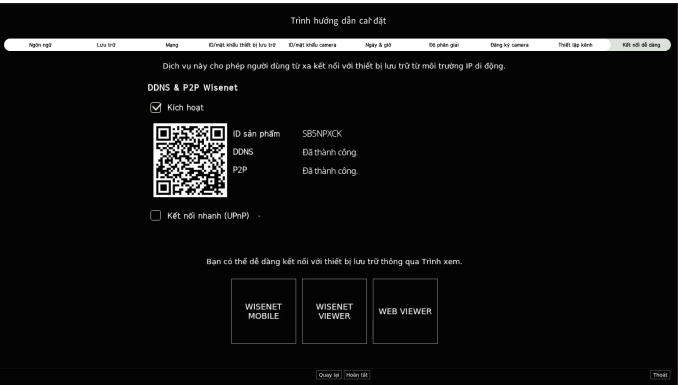 Trình hướng dẫn cài đặt
Ngôn ngữ Lưu trữ Mạng ID/mật khẩu thiết bị lưu trữ ID/mật khẩu camera Ngày & giờ Độ phân giải Đăng ký camera Thiết lập kênh Kết nối dễ dàng
Dịch vụ này cho phép người dùng từ xa kết nối với thiết bị lưu trữ từ môi trường IP di động.
DDNS & P2P Wisenet
Kích hoạt
ID sản phẩm SB5NPXCK
DDNS Đã thành công.
P2P Đã thành công.
Kết nối nhanh (UPnP) -
Bạn có thể dễ dàng kết nối với thiết bị lưu trữ thông qua Trình xem.
WISENET MOBILE
WISENET VIEWER
WEB VIEWER
Quay lại Hoàn tất Thoát